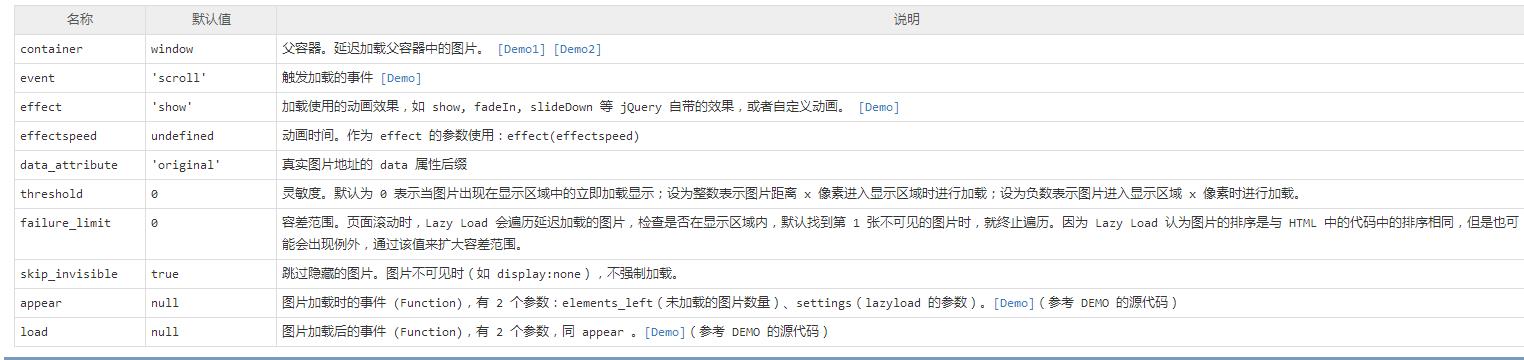 名称 默认值 说明
container window 父容器。延迟加载父容器中的图片。 [Demo1] [Demo2]
event 'scroll' 触发加载的事件 [Demo]
effect 'show' 加载使用的动画效果，如 show, fadeIn, slideDown 等 jQuery 自带的效果，或者自定义动画。 [Demo]
effectspeed undefined 动画时间。作为 effect 的参数使用：effect(effectspeed)
data_attribute 'original' 真实图片地址的 data 属性后缀
threshold 0 灵敏度。默认为 0 表示当图片出现在显示区域中的立即加载显示；设为整数表示图片距离 x 像素进入显示区域时进行加载；设为负数表示图片进入显示区域 x 像素时进行加载。
failure_limit 0 容差范围。页面滚动时，Lazy Load 会遍历延迟加载的图片，检查是否在显示区域内，默认找到第 1 张不可见的图片时，就终止遍历。因为 Lazy Load 认为图片的排序是与 HTML 中的代码中的排序相同，但是也可
能会出现例外，通过该值来扩大容差范围。
skip_invisible true 跳过隐藏的图片。图片不可见时（如 display:none），不强制加载。
appear null 图片加载时的事件 (Function)，有 2 个参数：elements_left（未加载的图片数量）、settings（lazyload 的参数）。[Demo]（参考 DEMO 的源代码）
load null 图片加载后的事件 (Function)，有 2 个参数，同 appear 。[Demo]（参考 DEMO 的源代码）